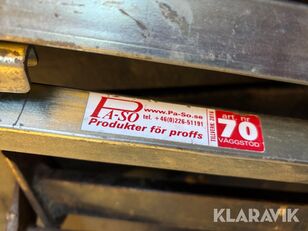 www.Pa-So.se
PA-SO tel. +46(0)226-51191
Produkter för proffs
art. nr
70
VÄGGSTÖD
KLARAVIK